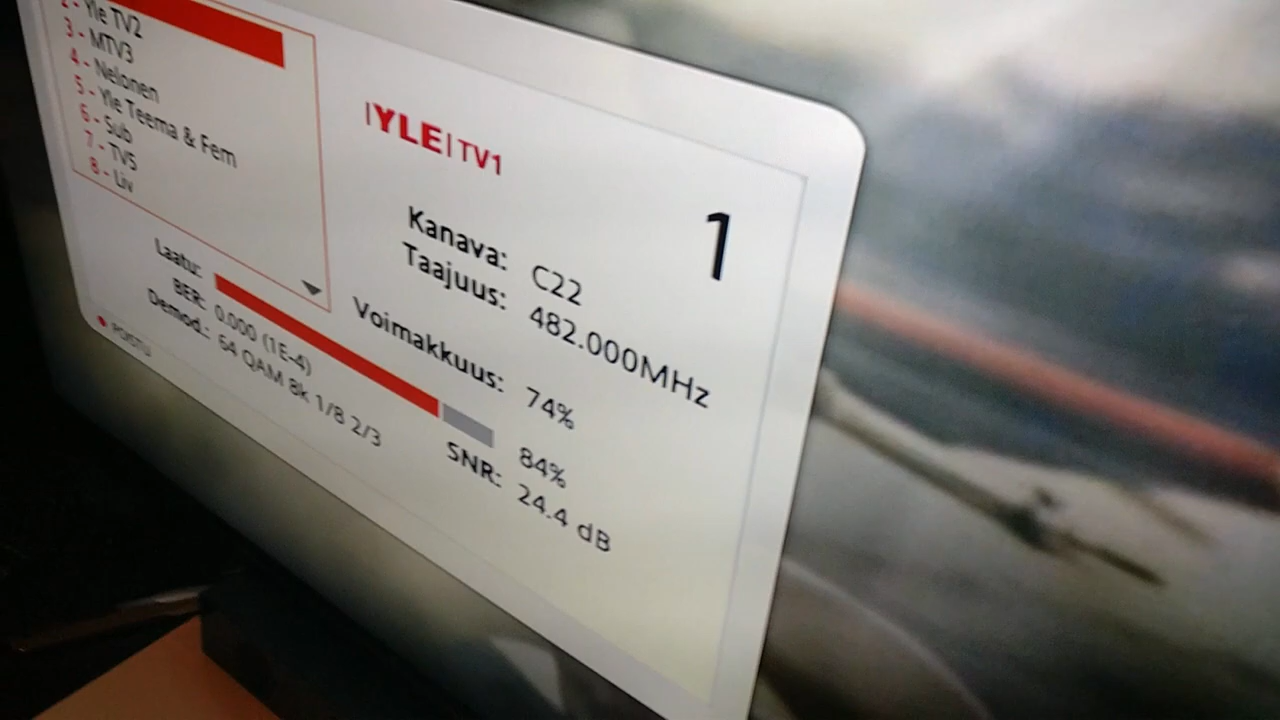 2 - Yle TV2
3 - MTV3
4 - Nelonen
5 - Yle Teema & Fem
6 - Sub
7 - TV5
8 - Liv
YLE TV1
1
Kanava: C22
Taajuus: 482.000MHz
Voimakkuus: 74%
Laatu: 84%
BER: 0.000 (1E-4)
SNR: 24.4 dB
Demod.: 64 QAM 8k 1/8 2/3
POISTU